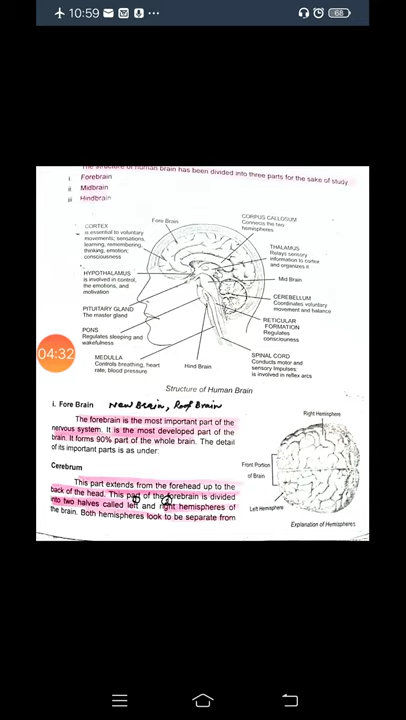 10:59
68
The structure of human brain has been divided into three parts for the sake of study
i Forebrain
ii Midbrain
iii Hindbrain
Fore Brain
CORPUS CALLOSUM
Connects the two
hemispheres
CORTEX
is essential to voluntary
movements; sensations,
learning, remembering,
thinking, emotion;
consciousness
THALAMUS
Relays sensory
information to cortex
and organizes it
HYPOTHALAMUS
is involved in control,
the emotions, and
motivation
Mid Brain
CEREBELLUM
Coordinates voluntary
movement and balance
PITUITARY GLAND
The master gland
RETICULAR
FORMATION
Regulates
consciousness
PONS
Regulates sleeping and
wakefulness
04:32
MEDULLA
Controls breathing, heart
rate, blood pressure
Hind Brain
SPINAL CORD
Conducts motor and
sensory Impulses:
is involved in reflex arcs
Structure of Human Brain
i. Fore Brain New Brain, Roof Brain
The forebrain is the most important part of the
nervous system. It is the most developed part of the
brain. It forms 90% part of the whole brain. The detail
of its important parts is as under:
Cerebrum
This part extends from the forehead up to the
back of the head. This part of the forebrain is divided
into two halves called left and right hemispheres of
① ②
the brain. Both hemispheres look to be separate from
Right Hemisphere
Front Portion
of Brain
Left Hemisphere
Explanation of Hemispheres